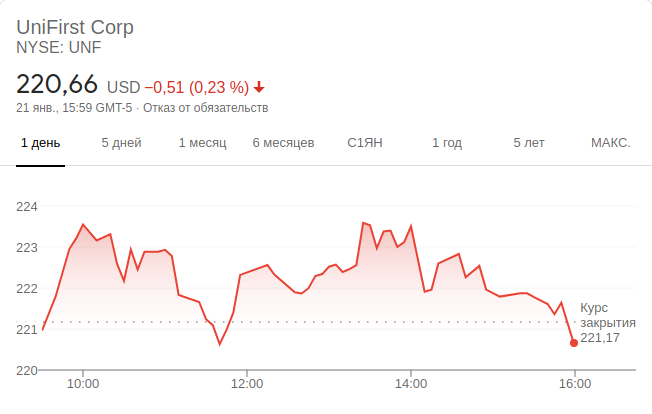 UniFirst Corp
NYSE: UNF
220,66 USD −0,51 (0,23 %)
21 янв., 15:59 GMT-5 · Отказ от обязательств
1 день 5 дней 1 месяц 6 месяцев С1ЯН 1 год 5 лет МАКС.
224
223
222
221
220
Курс
закрытия
221,17
10:00 12:00 14:00 16:00